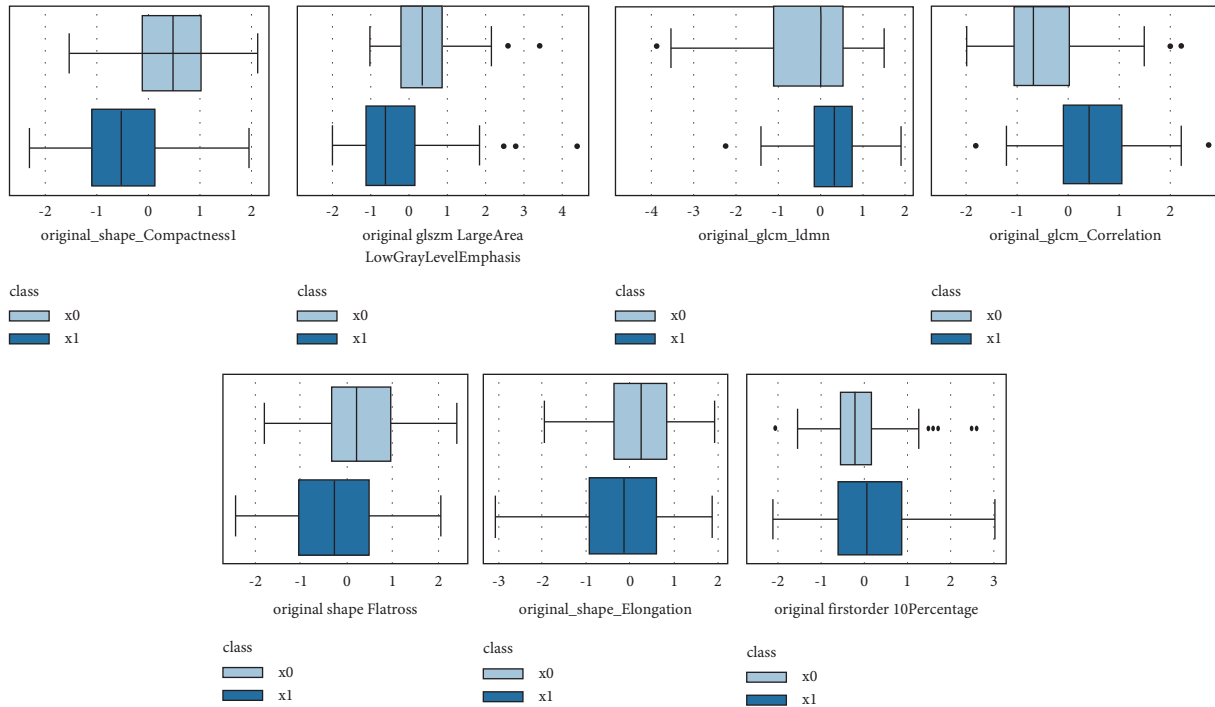 -2 -1 0 1 2
original_shape_Compactness1
class
x0
x1
-2 -1 0 1 2 3 4
original glszm LargeArea
LowGrayLevelEmphasis
class
x0
x1
-4 -3 -2 -1 0 1 2
original_glcm_ldmn
class
x0
x1
-2 -1 0 1 2
original_glcm_Correlation
class
x0
x1
-2 -1 0 1 2
original shape Flatross
class
x0
x1
-3 -2 -1 0 1 2
original_shape_Elongation
class
x0
x1
-2 -1 0 1 2 3
original firstorder 10Percentage
class
x0
x1